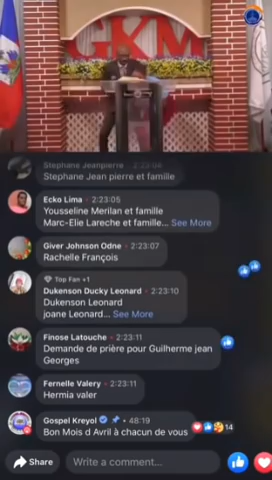 GKM
Stephane Jeanpierre • 2:23:04
Stephane Jean pierre et famille
Ecko Lima • 2:23:05
Yousseline Merilan et famille
Marc-Elie Lareche et famille... See More
Giver Johnson Odne • 2:23:07
Rachelle François
Top Fan +1
Dukenson Ducky Leonard • 2:23:10
Dukenson Leonard
joane Leonard... See More
Finose Latouche • 2:23:11
Demande de prière pour Guilherme jean
Georges
Fernelle Valery • 2:23:11
Hermia valer
Gospel Kreyol • 48:19
Bon Mois d Avril à chacun de vous
14
Share
Write a comment...